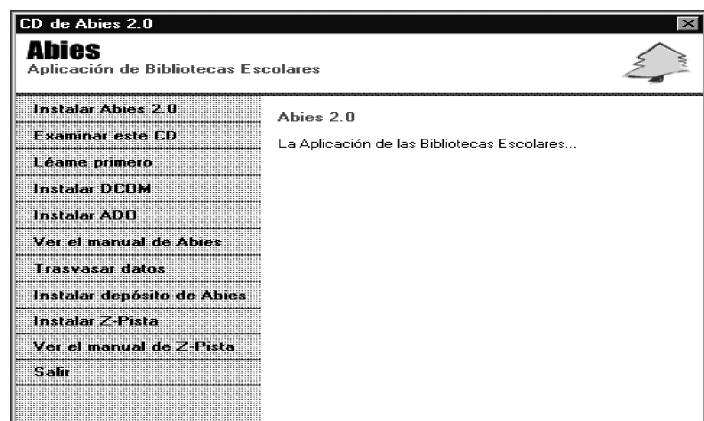 CD de Abies 2.0
Abies
Aplicación de Bibliotecas Escolares
Instalar Abies 2.0
Examinar este CD
Léame primero
Instalar DCOM
Instalar ADO
Ver el manual de Abies
Trasvasar datos
Instalar depósito de Abies
Instalar Z-Pista
Ver el manual de Z-Pista
Salir
Abies 2.0
La Aplicación de las Bibliotecas Escolares...